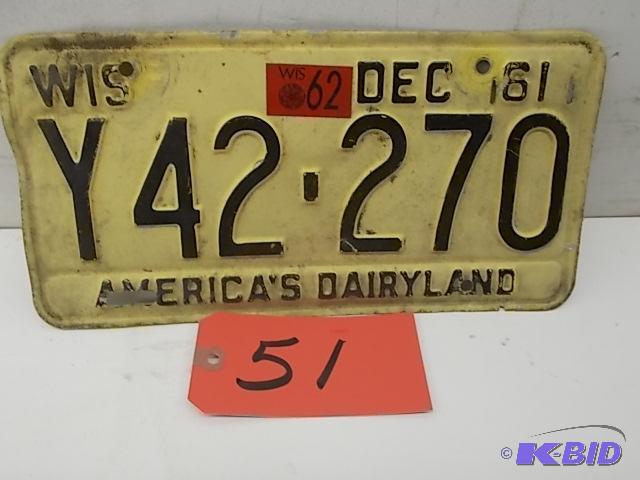 WIS WIS 62 DEC 61
Y42-270
AMERICA'S DAIRYLAND
51
© K-BID